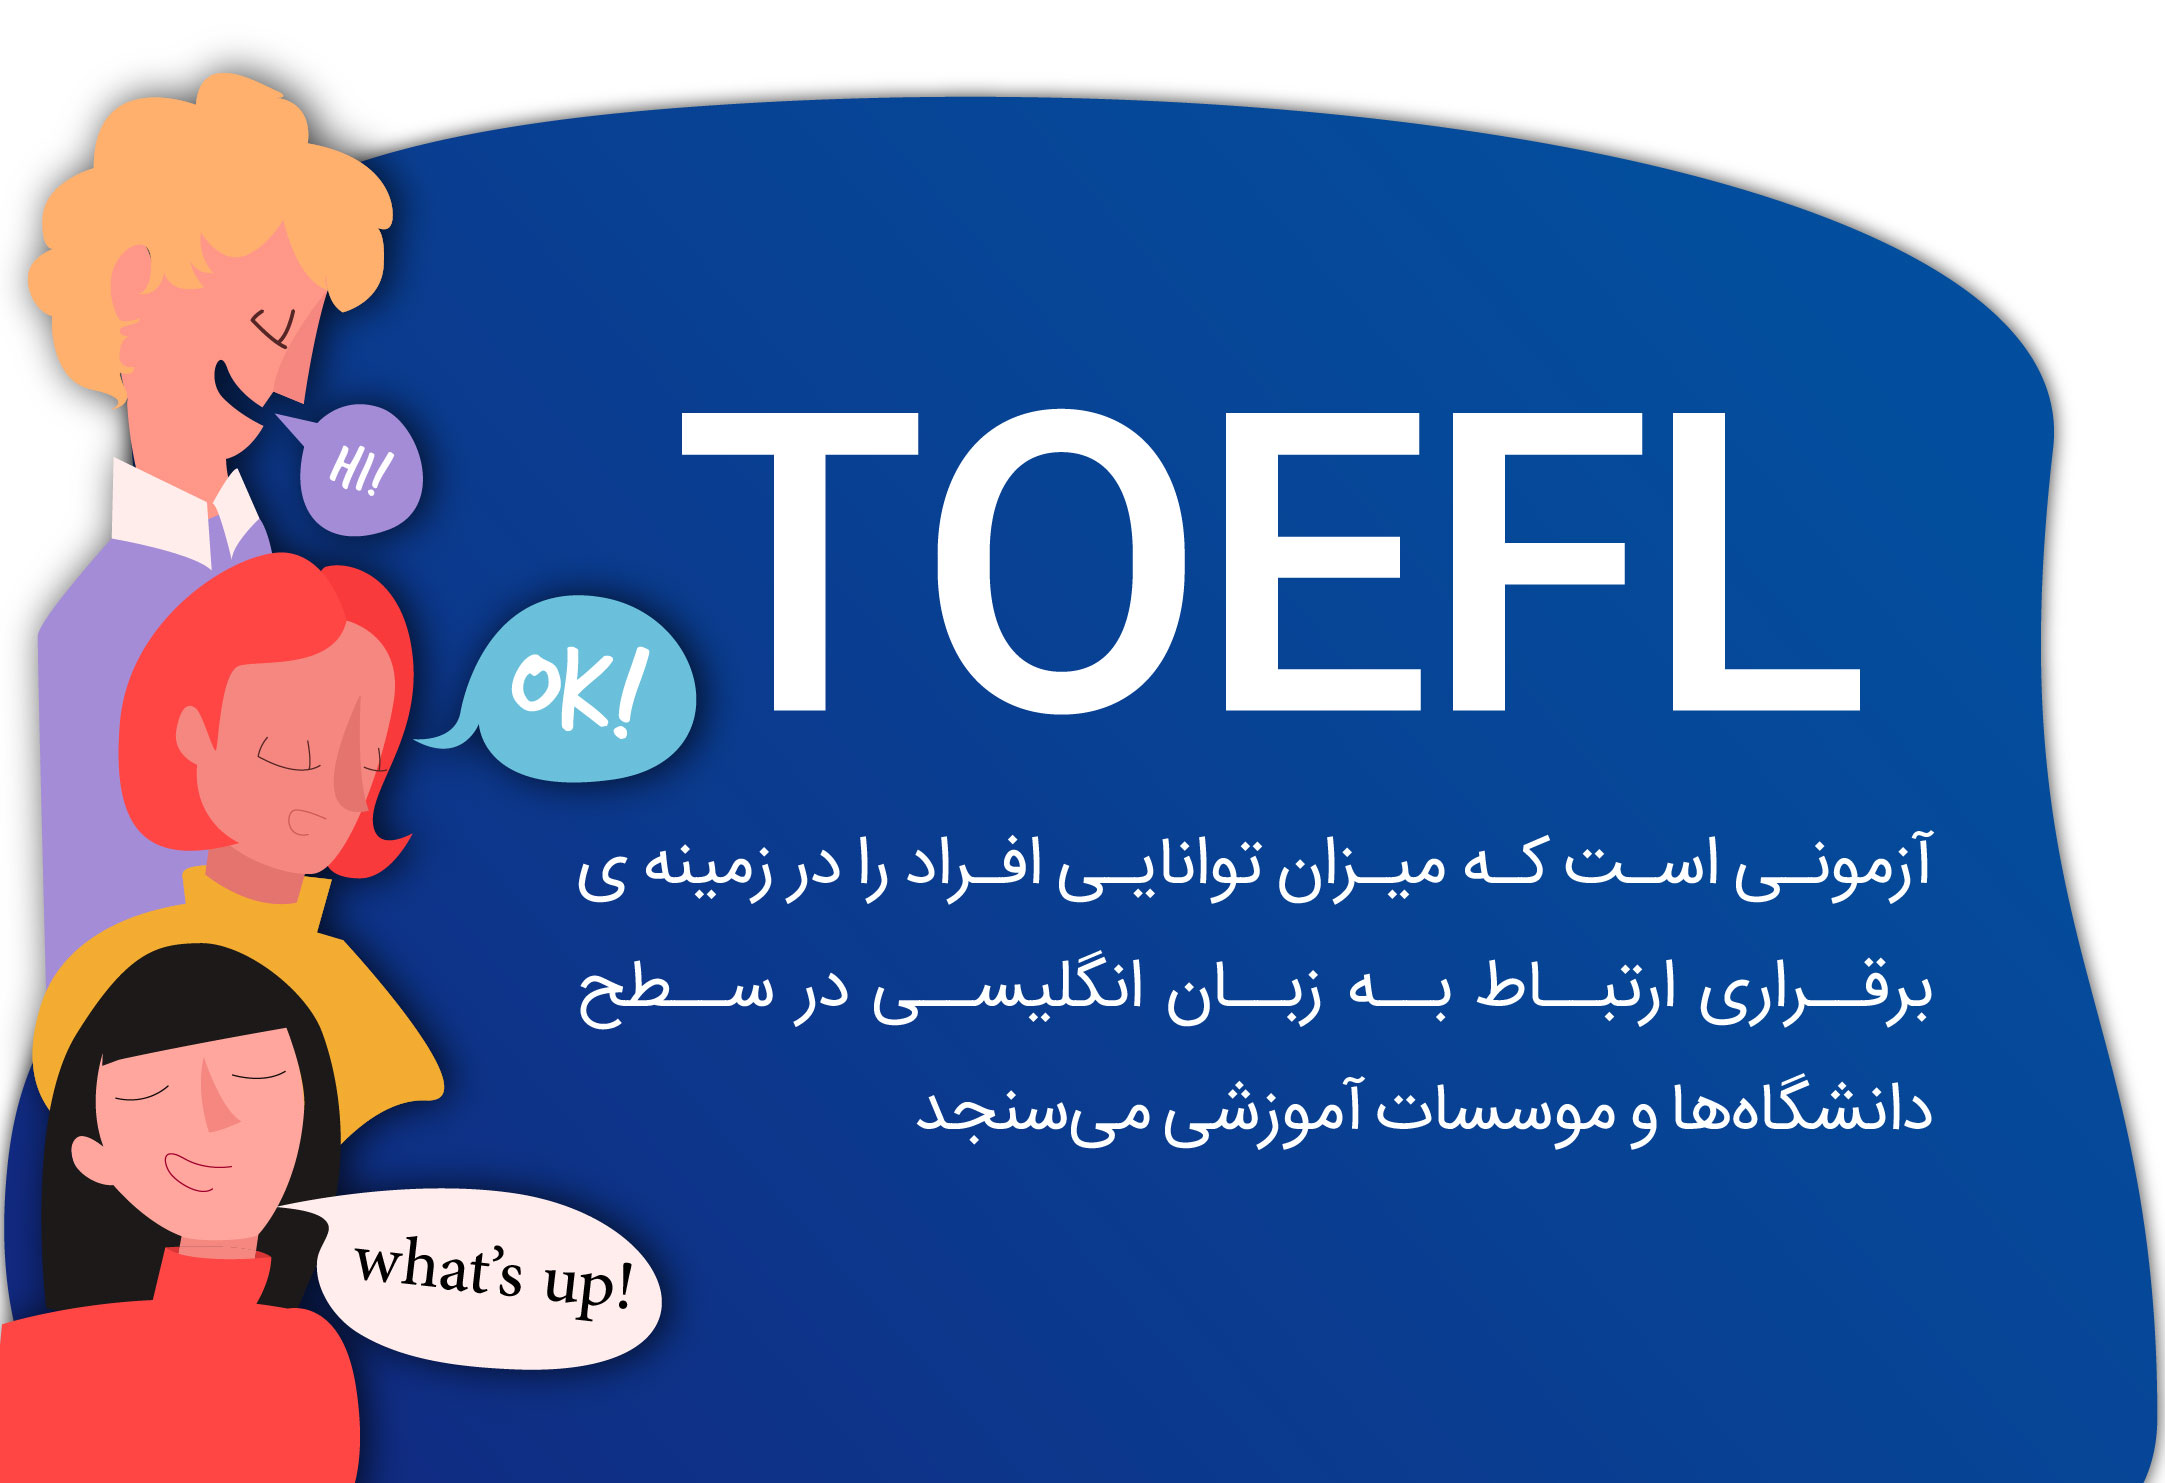 HI!
OK!
TOEFL
آزمونی است که میزان توانایی افراد را در زمینه ی
برقراری ارتباط به زبان انگلیسی در سطح
دانشگاه‌ها و موسسات آموزشی می‌سنجد
what's up!